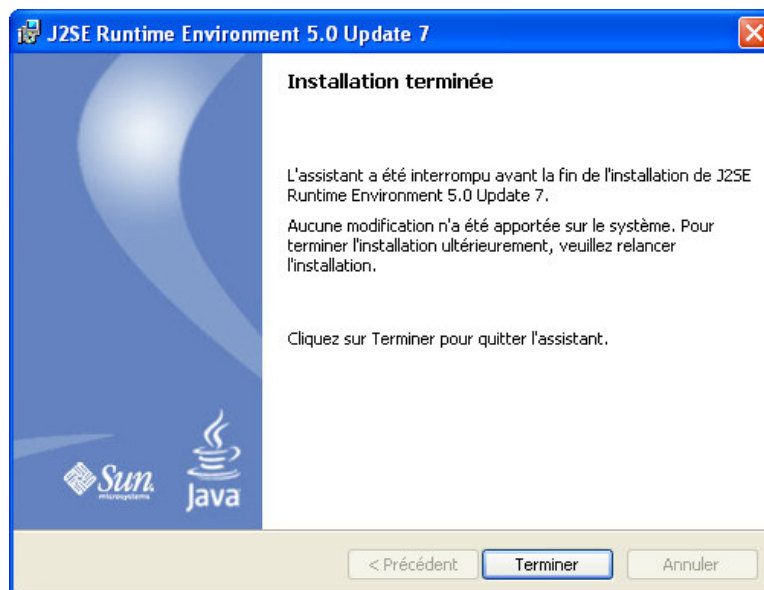 J2SE Runtime Environment 5.0 Update 7
Installation terminée
L'assistant a été interrompu avant la fin de l'installation de J2SE
Runtime Environment 5.0 Update 7.
Aucune modification n'a été apportée sur le système. Pour
terminer l'installation ultérieurement, veuillez relancer
l'installation.
Cliquez sur Terminer pour quitter l'assistant.
Sun
microsystems
Java
< Précédent
Terminer
Annuler